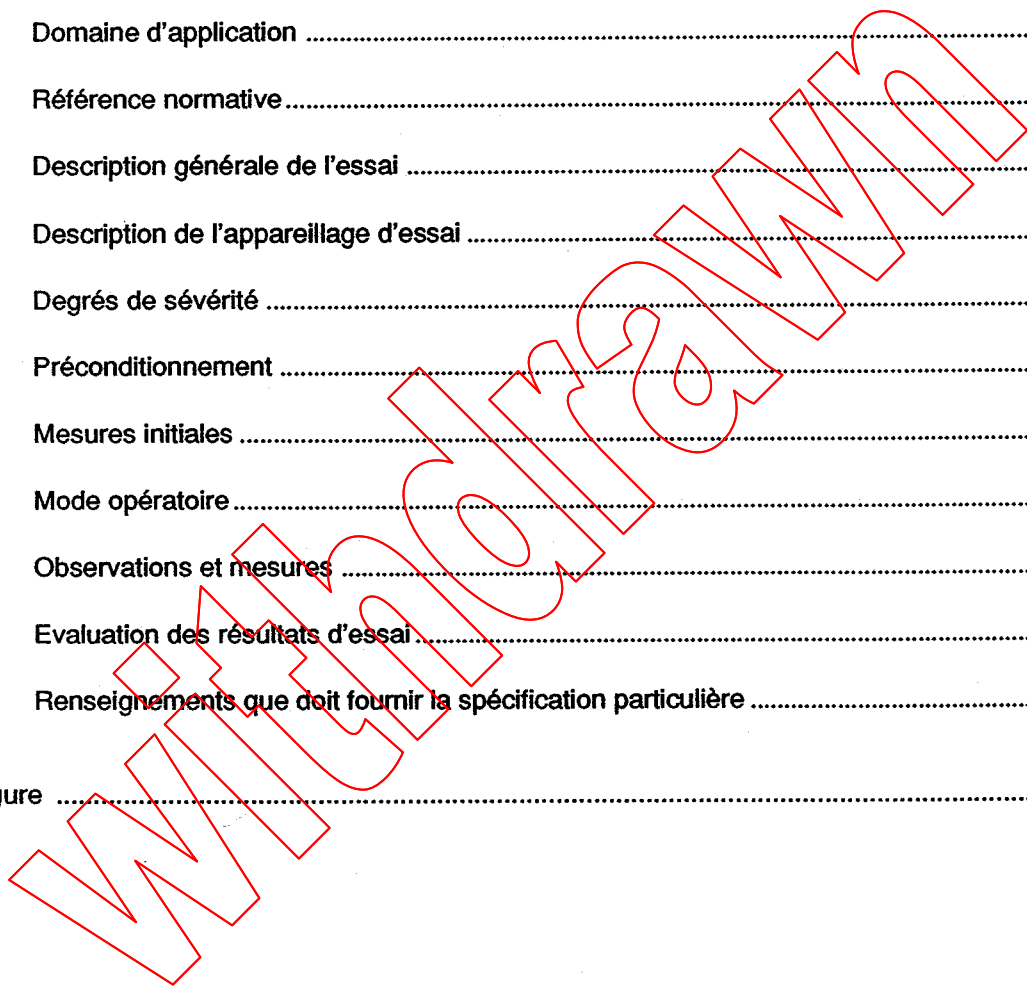 Domaine d'application ................................................
Référence normative ................................................
Description générale de l'essai ................................................
Description de l'appareillage d'essai ................................................
Degrés de sévérité ................................................
Préconditionnement ................................................
Mesures initiales ................................................
Mode opératoire ................................................
Observations et mesures ................................................
Evaluation des résultats d'essai ................................................
Renseignements que doit fournir la spécification particulière ................................................
gure ................................................
withdrawn